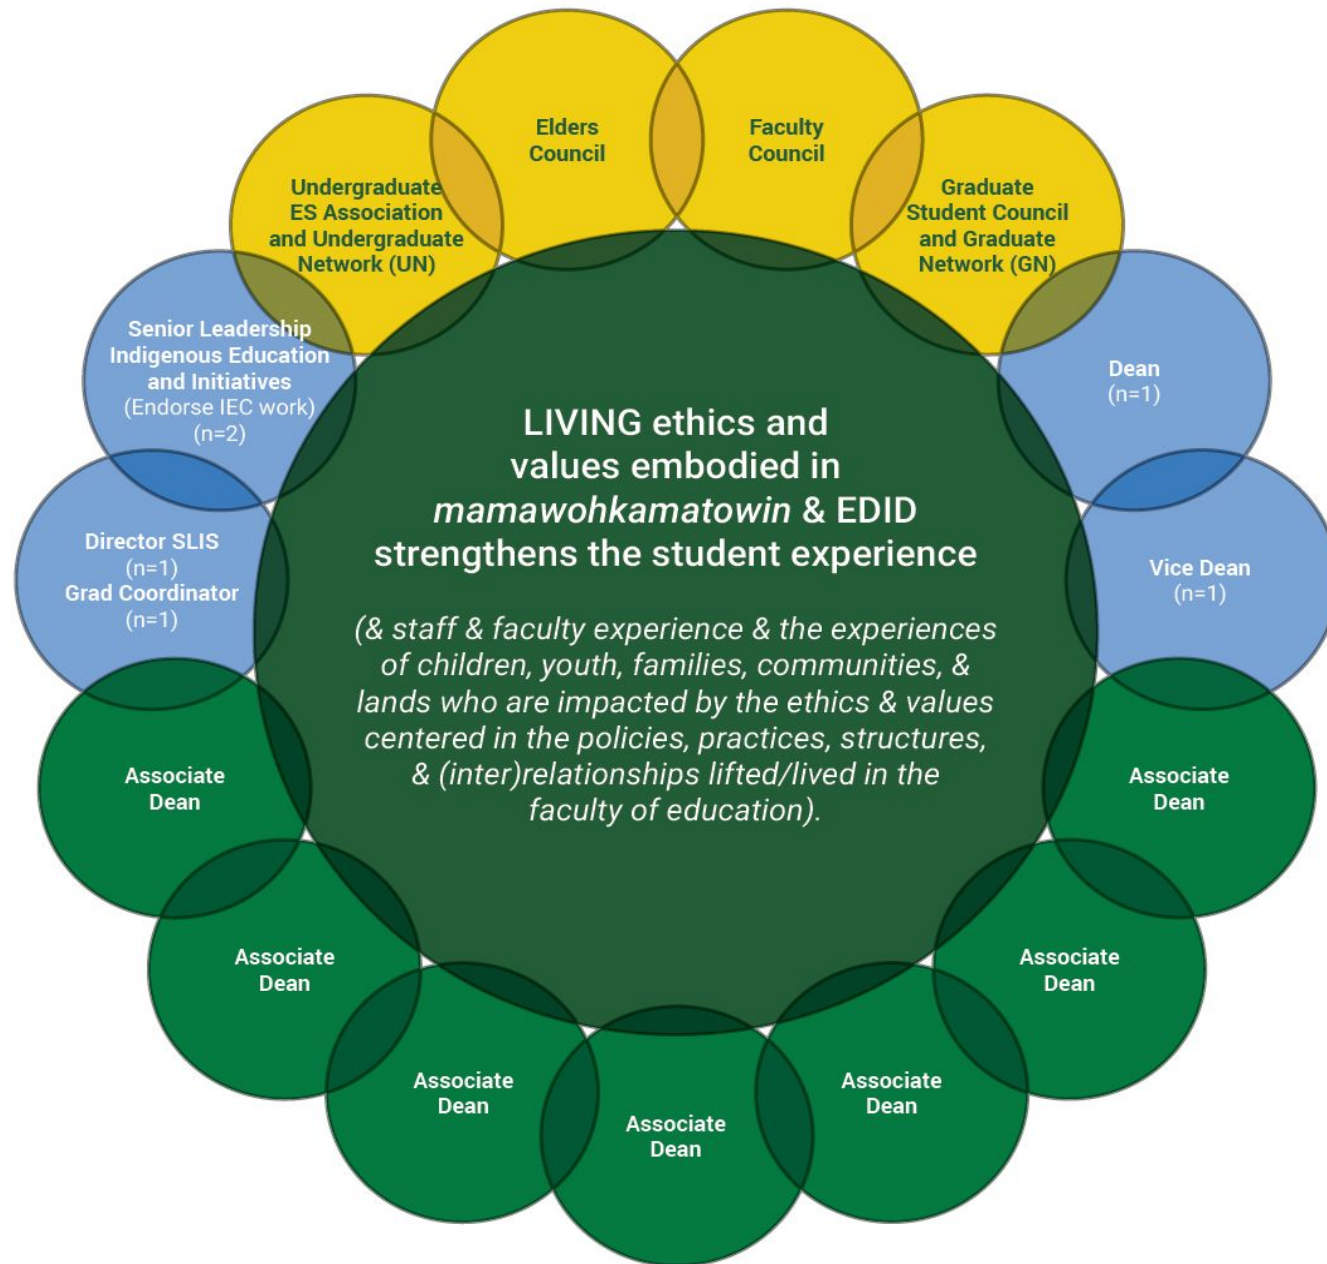 Elders
Council
Faculty
Council
Undergraduate
ES Association
and Undergraduate
Network (UN)
Graduate
Student Council
and Graduate
Network (GN)
Senior Leadership
Indigenous Education
and Initiatives
(Endorse IEC work)
(n=2)
Dean
(n=1)
Director SLIS
(n=1)
Grad Coordinator
(n=1)
Vice Dean
(n=1)
LIVING ethics and
values embodied in
mamawohkamatowin & EDID
strengthens the student experience
(& staff & faculty experience & the experiences
of children, youth, families, communities, &
lands who are impacted by the ethics & values
centered in the policies, practices, structures,
& (inter)relationships lifted/lived in the
faculty of education).
Associate
Dean
Associate
Dean
Associate
Dean
Associate
Dean
Associate
Dean
Associate
Dean
Associate
Dean